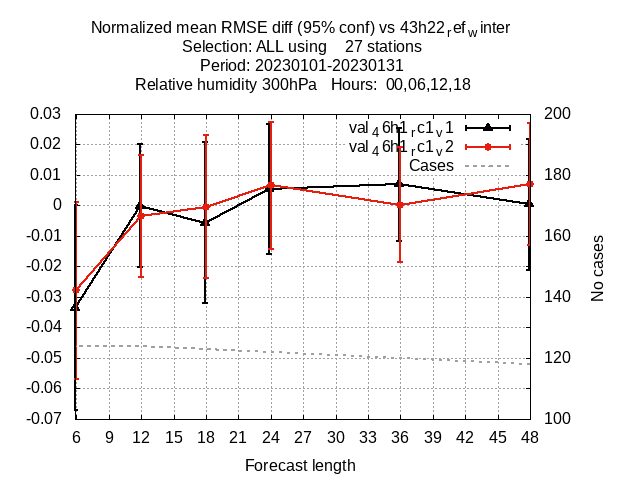 Normalized mean RMSE diff (95% conf) vs 43h22refwinter
Selection: ALL using    27 stations
Period: 20230101-20230131
Relative humidity 300hPa   Hours:  00,06,12,18
0.03
0.02
0.01
0
-0.01
-0.02
-0.03
-0.04
-0.05
-0.06
-0.07
200
180
160
140
120
100
val46h1rc1v1
val46h1rc1v2
Cases
No cases
6 9 12 15 18 21 24 27 30 33 36 39 42 45 48
Forecast length